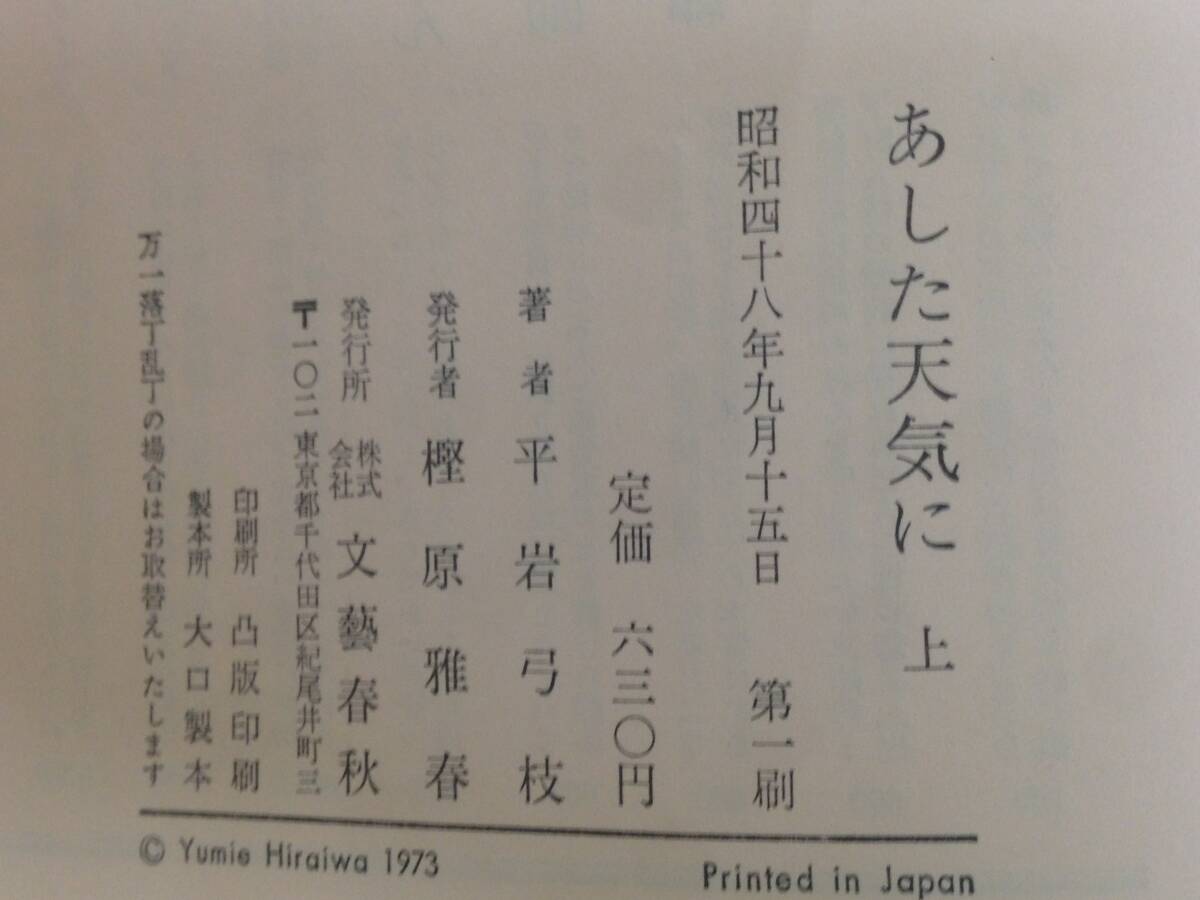 あした天気に 上
昭和四十八年九月十五日 第一刷
定価 六三〇円
著者 平岩弓枝
発行者 樫原雅春
発行所 株式会社 文藝春秋
〒一〇二 東京都千代田区紀尾井町三
印刷所 凸版印刷
製本所 大口製本
万一落丁乱丁の場合はお取替えいたします
© Yumie Hiraiwa 1973
Printed in Japan